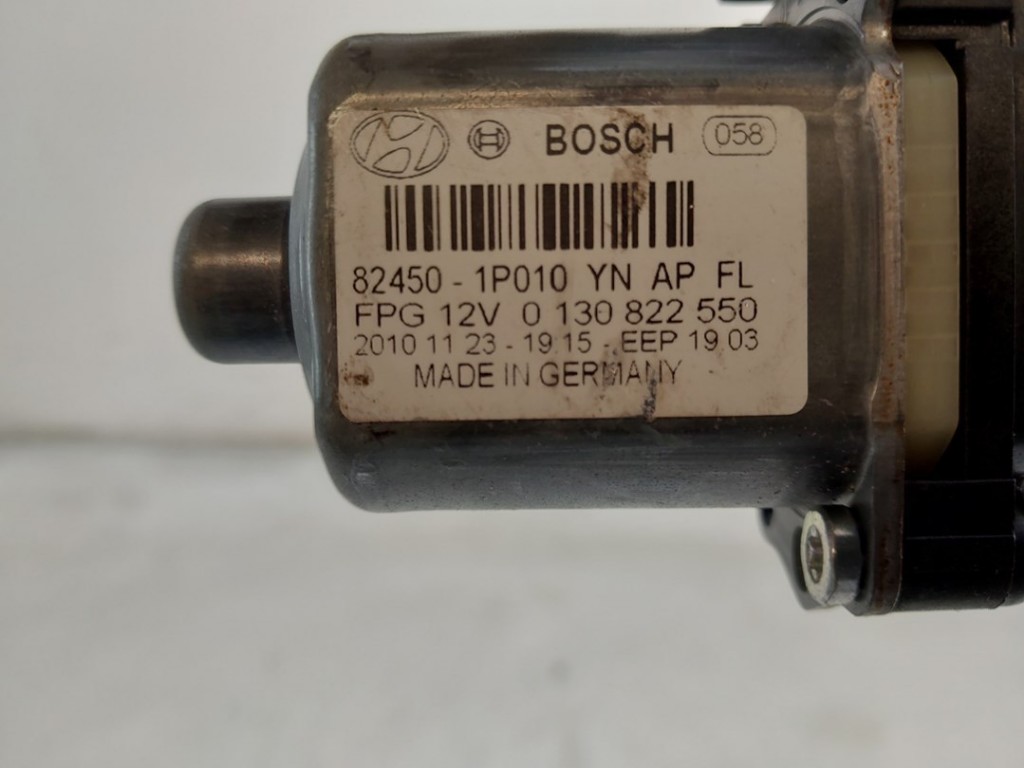 BOSCH 058
82450 - 1P010 YN AP FL
FPG 12V 0 130 822 550
2010 11 23 - 19 15 - EEP 19 03
MADE IN GERMANY